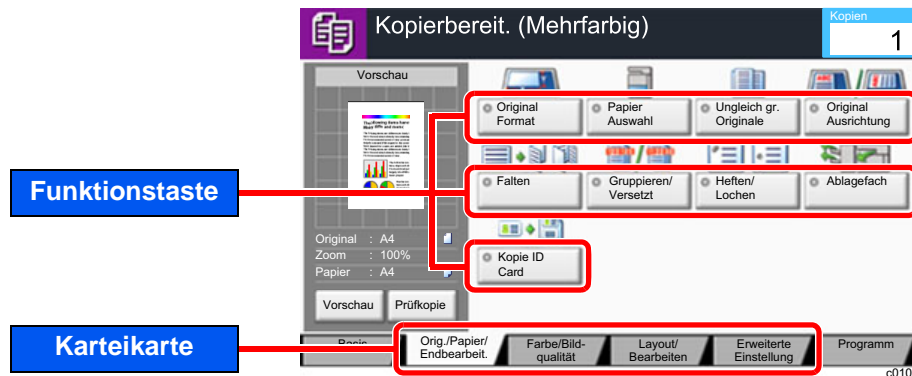 Kopierbereit. (Mehrfarbig)
Kopien
1
Vorschau
Original
Format
Papier
Auswahl
Ungleich gr.
Originale
Original
Ausrichtung
Funktionstaste
Falten
Gruppieren/
Versetzt
Heften/
Lochen
Ablagefach
Original : A4
Zoom : 100%
Papier : A4
Kopie ID
Card
Vorschau
Prüfkopie
Karteikarte
Basis
Orig./Papier/
Endbearbeit.
Farbe/Bild-
qualität
Layout/
Bearbeiten
Erweiterte
Einstellung
Programm
c010